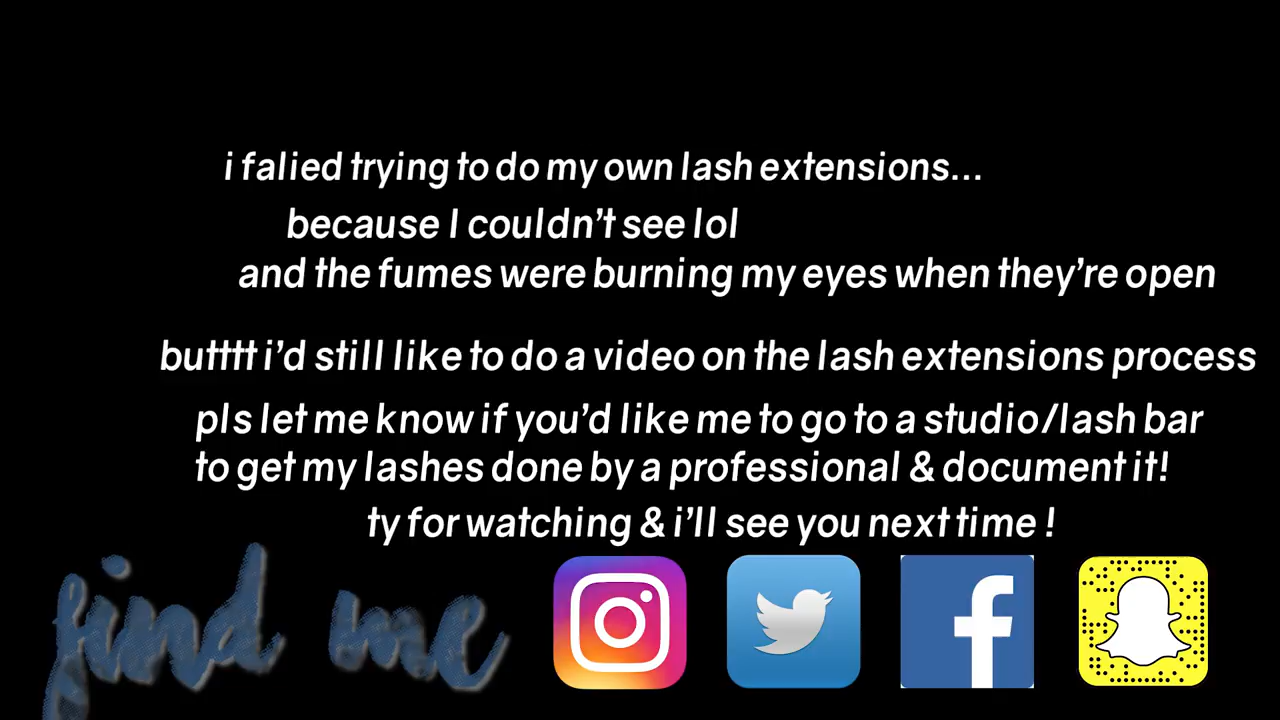 i falied trying to do my own lash extensions...
because I couldn't see lol
and the fumes were burning my eyes when they're open
butttt i'd still like to do a video on the lash extensions process
pls let me know if you'd like me to go to a studio/lash bar
to get my lashes done by a professional & document it!
ty for watching & i'll see you next time !
find me